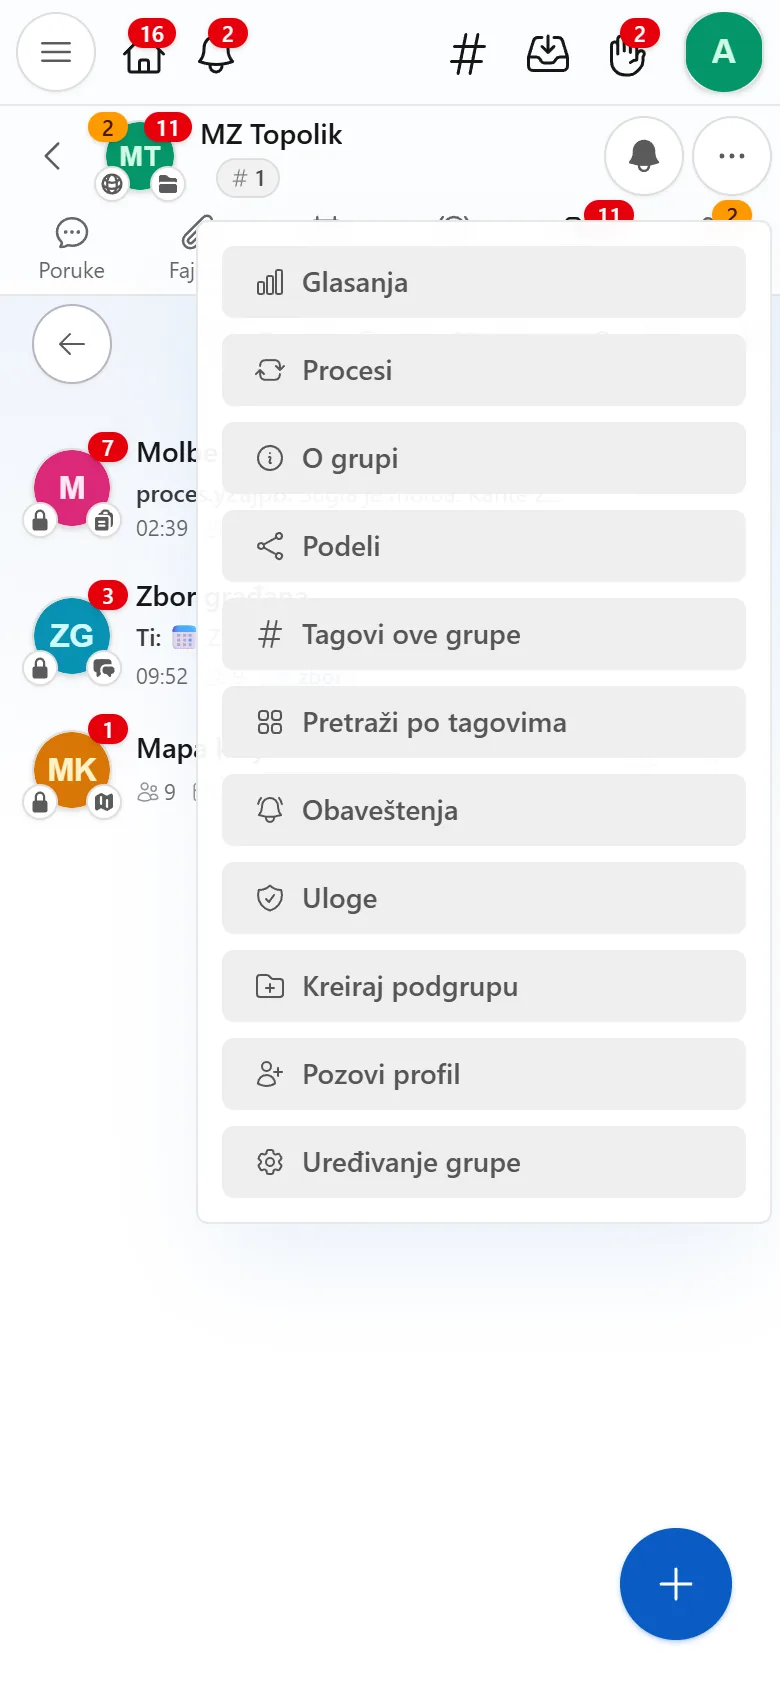 16
2
2
A
2
11
MT
MZ Topolik
# 1
11
2
Poruke
Faj
Glasanja
Procesi
O grupi
Podeli
Tagovi ove grupe
Pretraži po tagovima
Obaveštenja
Uloge
Kreiraj podgrupu
Pozovi profil
Uređivanje grupe
7
M
Molbe
02:39
3
ZG
Zbor građana
Ti:
09:52
1
MK
Mapa
9